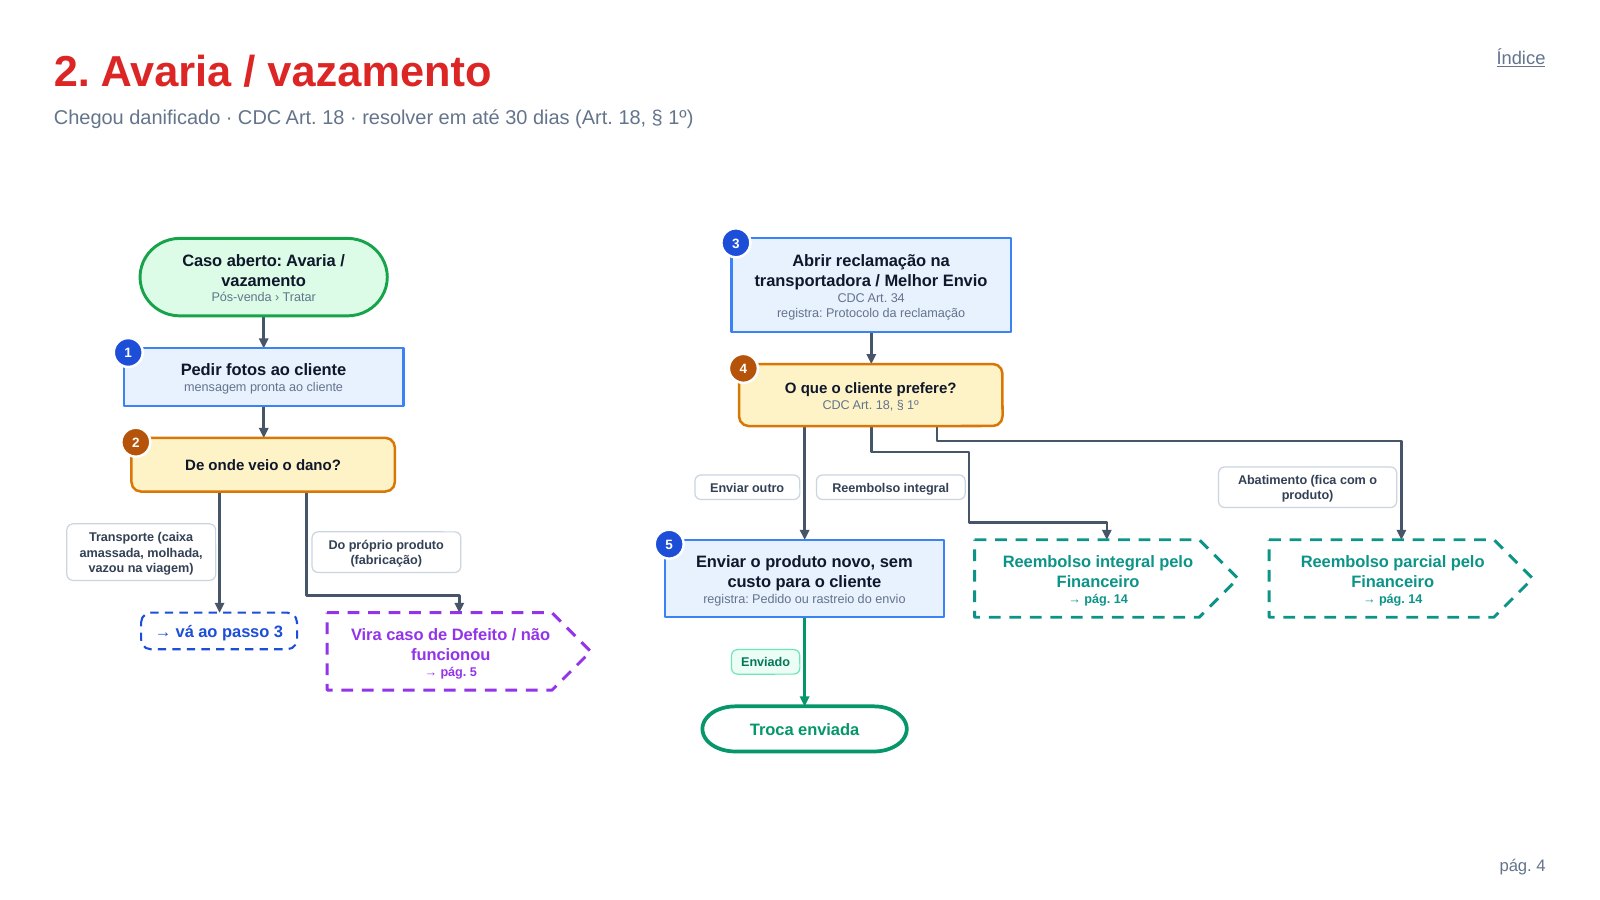 2. Avaria / vazamento
Índice
Chegou danificado · CDC Art. 18 · resolver em até 30 dias (Art. 18, § 1º)
Caso aberto: Avaria /
vazamento
Pós-venda › Tratar
1
Pedir fotos ao cliente
mensagem pronta ao cliente
2
De onde veio o dano?
Transporte (caixa
amassada, molhada,
vazou na viagem)
Do próprio produto
(fabricação)
→ vá ao passo 3
Vira caso de Defeito / não
funcionou
→ pág. 5
3
Abrir reclamação na
transportadora / Melhor Envio
CDC Art. 34
registra: Protocolo da reclamação
4
O que o cliente prefere?
CDC Art. 18, § 1º
Enviar outro
Reembolso integral
Abatimento (fica com o
produto)
5
Enviar o produto novo, sem
custo para o cliente
registra: Pedido ou rastreio do envio
Reembolso integral pelo
Financeiro
→ pág. 14
Reembolso parcial pelo
Financeiro
→ pág. 14
Enviado
Troca enviada
pág. 4